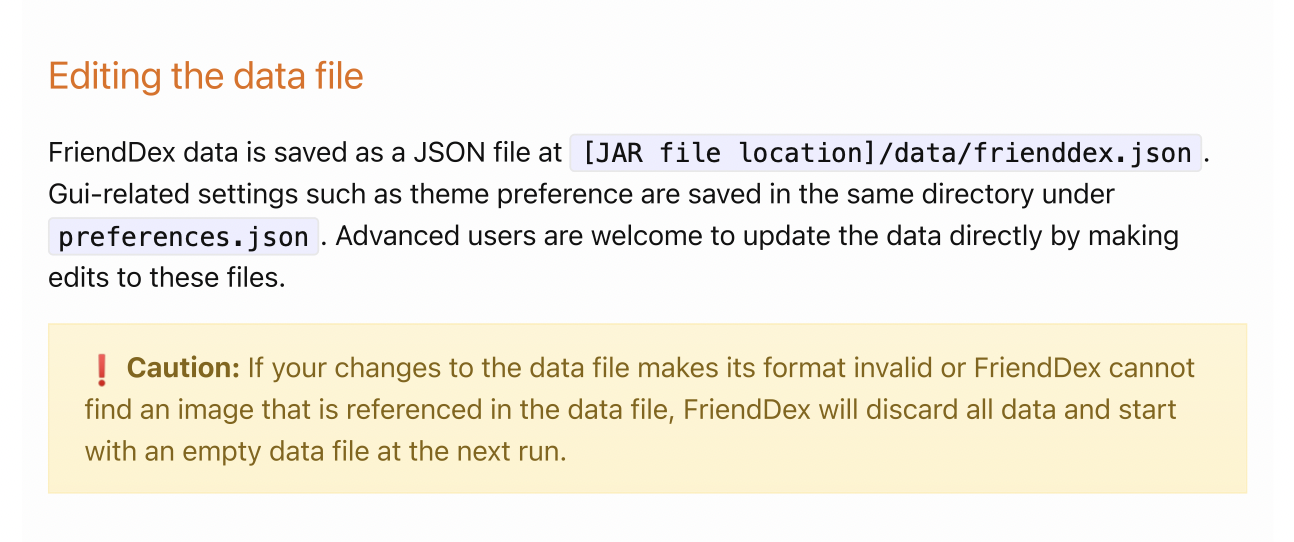 Editing the data file
FriendDex data is saved as a JSON file at [JAR file location]/data/frienddex.json.
Gui-related settings such as theme preference are saved in the same directory under
preferences.json. Advanced users are welcome to update the data directly by making
edits to these files.
❗ Caution: If your changes to the data file makes its format invalid or FriendDex cannot
find an image that is referenced in the data file, FriendDex will discard all data and start
with an empty data file at the next run.